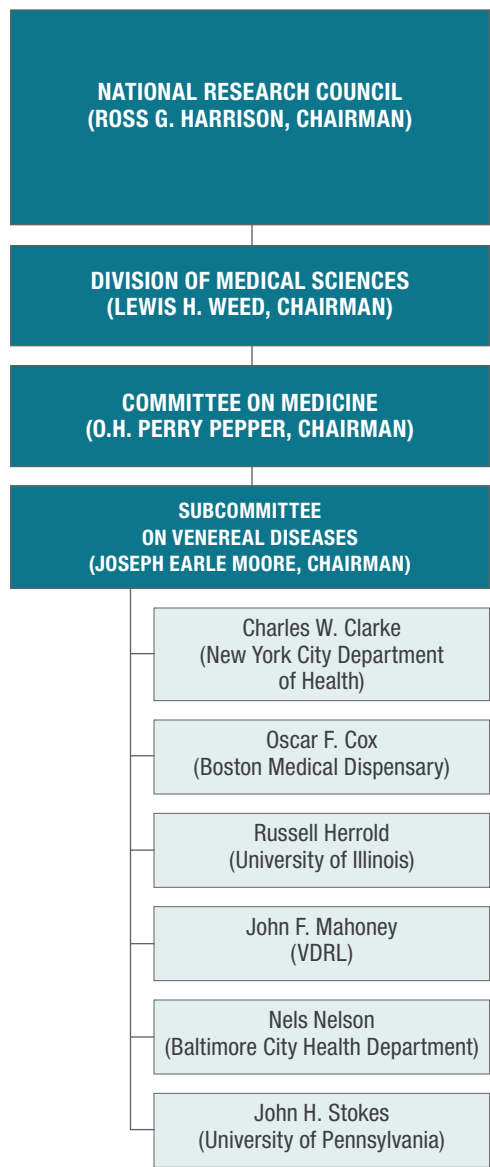 NATIONAL RESEARCH COUNCIL
(ROSS G. HARRISON, CHAIRMAN)
DIVISION OF MEDICAL SCIENCES
(LEWIS H. WEED, CHAIRMAN)
COMMITTEE ON MEDICINE
(O.H. PERRY PEPPER, CHAIRMAN)
SUBCOMMITTEE
ON VENEREAL DISEASES
(JOSEPH EARLE MOORE, CHAIRMAN)
Charles W. Clarke
(New York City Department
of Health)
Oscar F. Cox
(Boston Medical Dispensary)
Russell Herrold
(University of Illinois)
John F. Mahoney
(VDRL)
Nels Nelson
(Baltimore City Health Department)
John H. Stokes
(University of Pennsylvania)